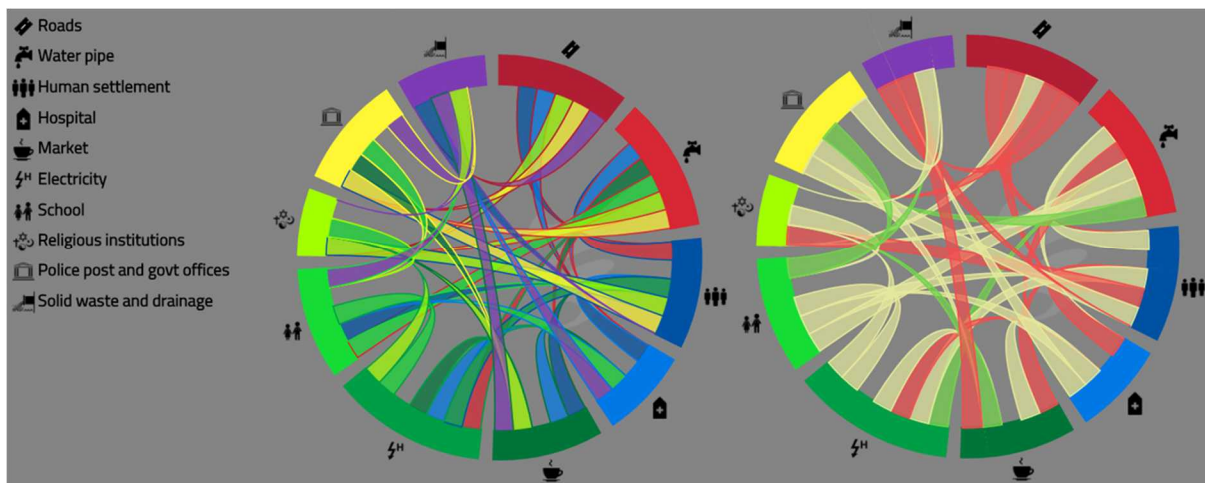 Roads
Water pipe
Human settlement
Hospital
Market
Electricity
School
Religious institutions
Police post and govt offices
Solid waste and drainage